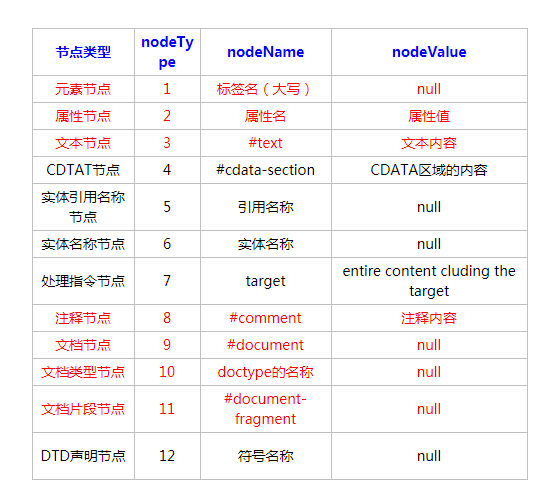 节点类型 nodeTy nodeName nodeValue
pe
元素节点 1 标签名（大写） null
属性节点 2 属性名 属性值
文本节点 3 #text 文本内容
CDTAT节点 4 #cdata-section CDATA区域的内容
实体引用名称 5 引用名称 null
节点
实体名称节点 6 实体名称 null
处理指令节点 7 target entire content cluding the
target
注释节点 8 #comment 注释内容
文档节点 9 #document null
文档类型节点 10 doctype的名称 null
文档片段节点 11 #document- null
fragment
DTD声明节点 12 符号名称 null